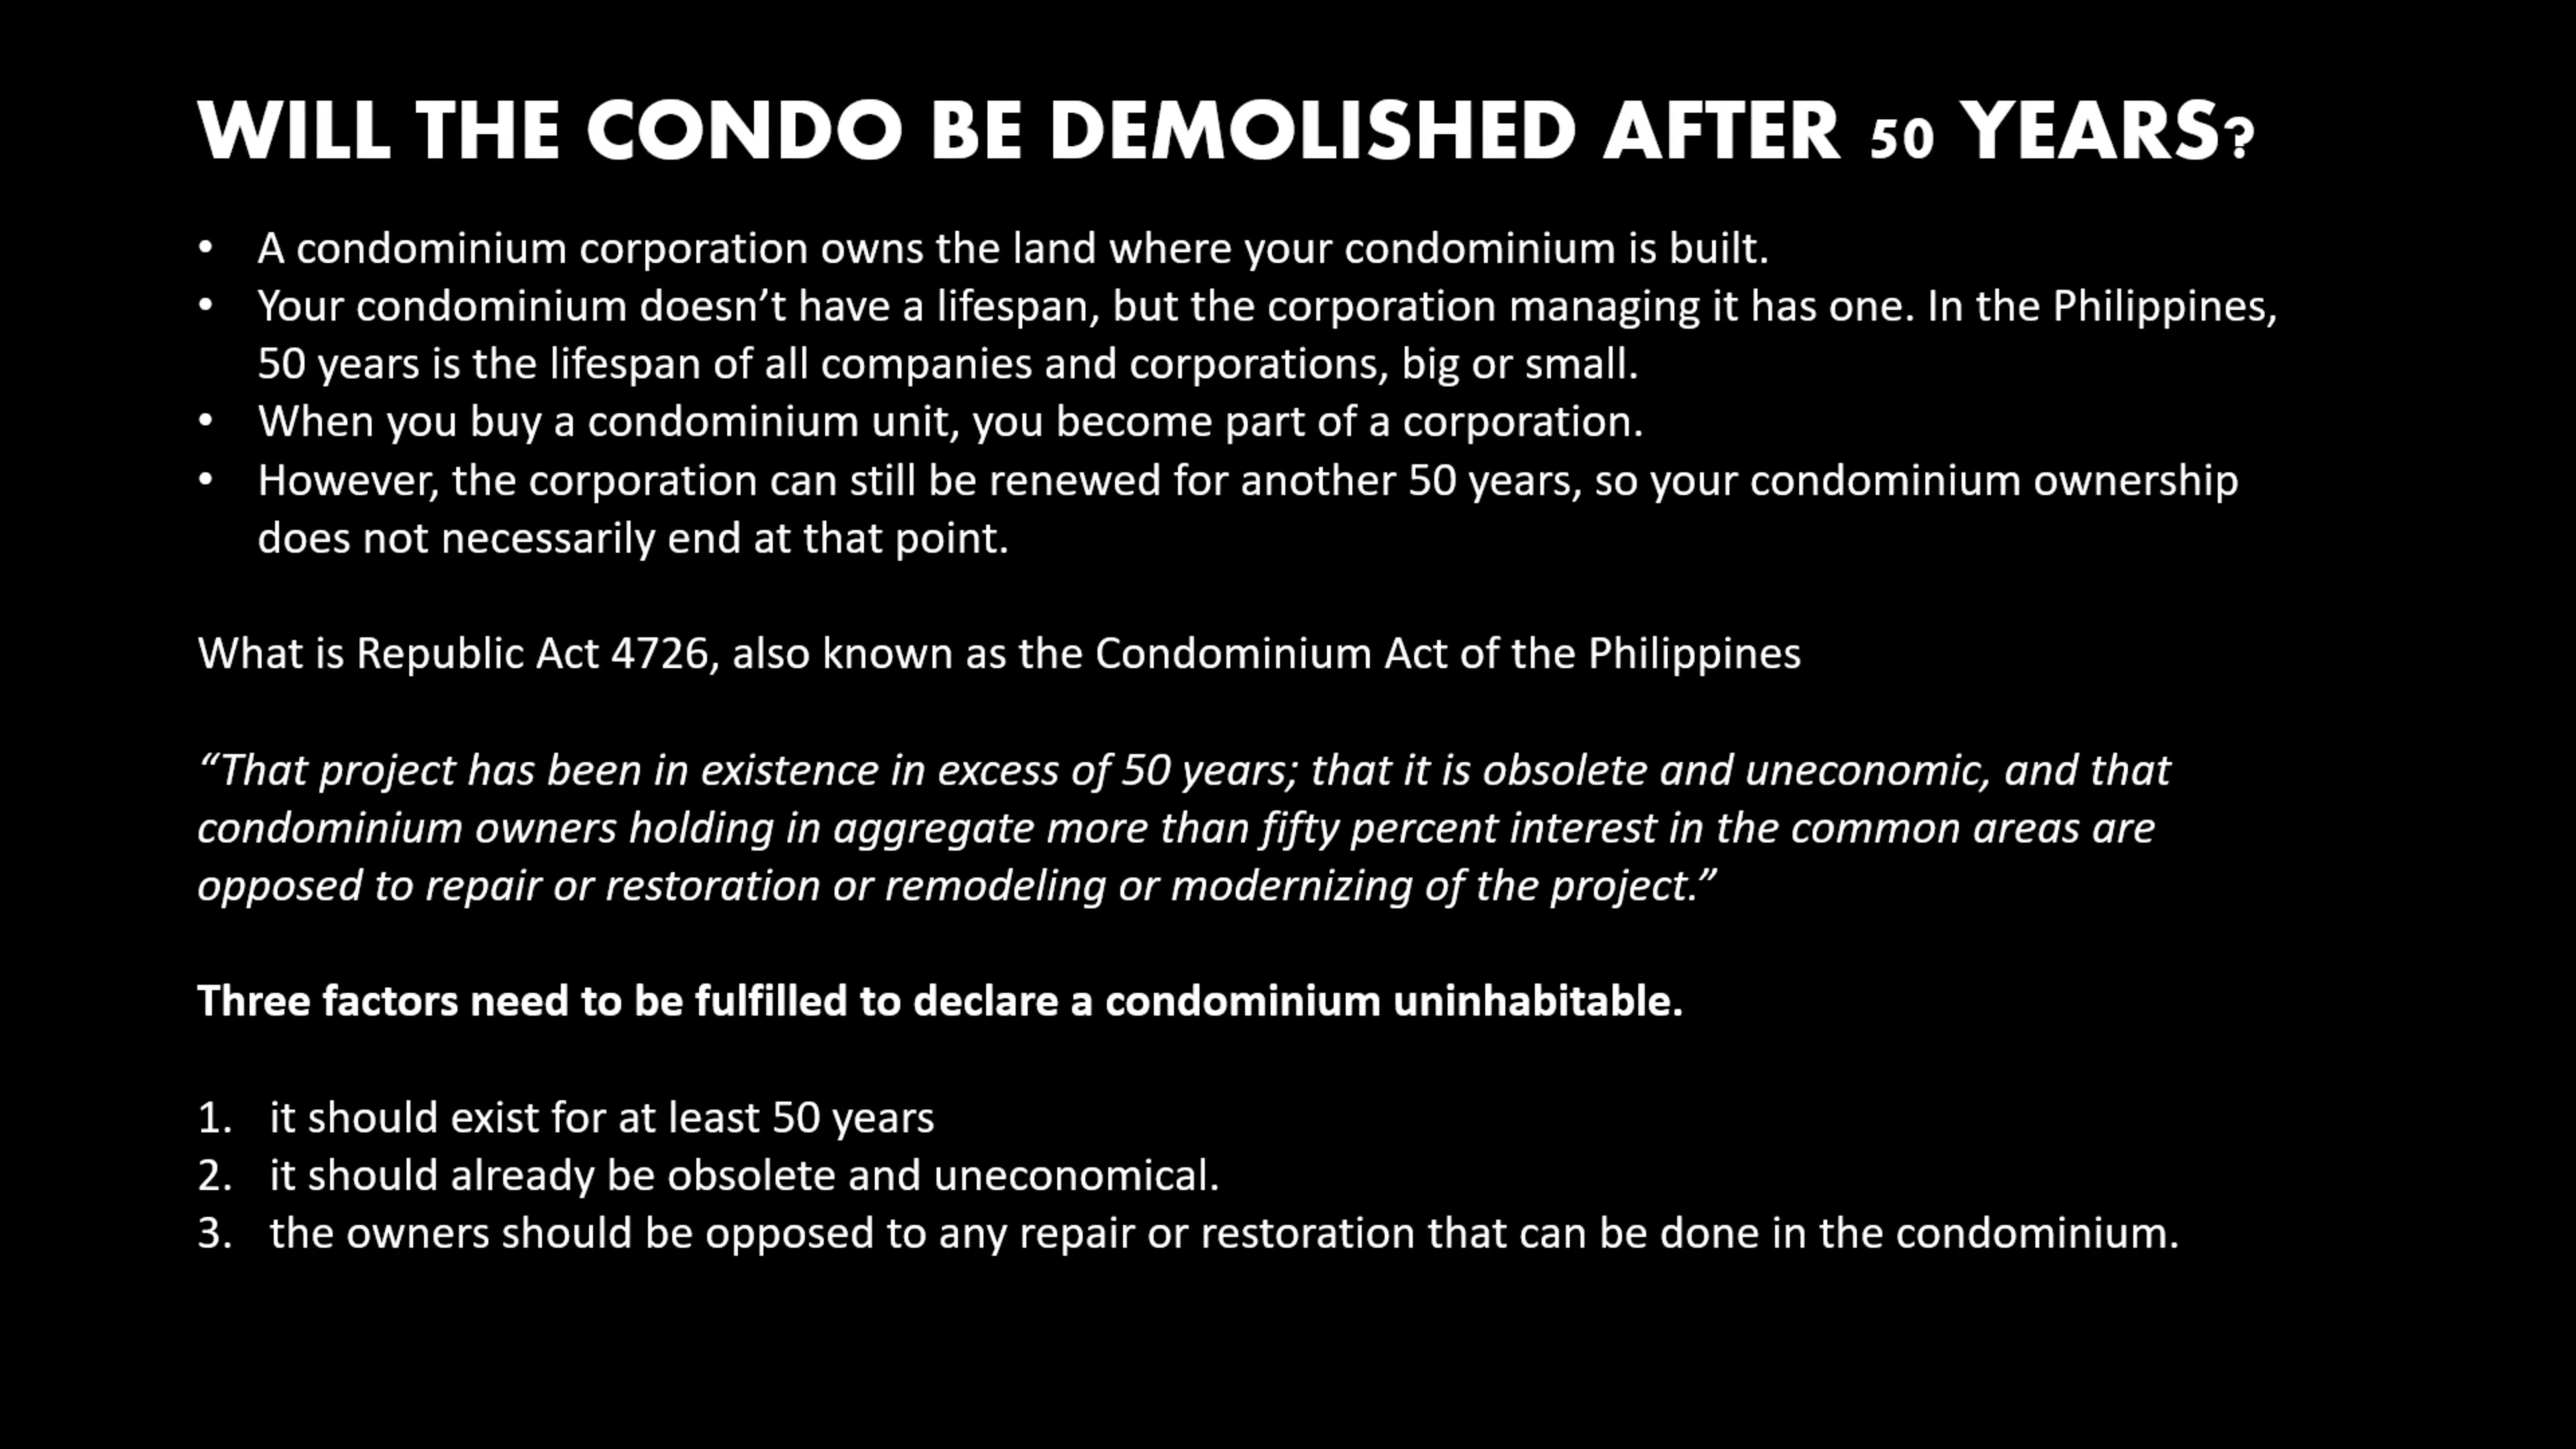 WILL THE CONDO BE DEMOLISHED AFTER 50 YEARS?
• A condominium corporation owns the land where your condominium is built.
• Your condominium doesn’t have a lifespan, but the corporation managing it has one. In the Philippines,
50 years is the lifespan of all companies and corporations, big or small.
• When you buy a condominium unit, you become part of a corporation.
• However, the corporation can still be renewed for another 50 years, so your condominium ownership
does not necessarily end at that point.
What is Republic Act 4726, also known as the Condominium Act of the Philippines
“That project has been in existence in excess of 50 years; that it is obsolete and uneconomic, and that
condominium owners holding in aggregate more than fifty percent interest in the common areas are
opposed to repair or restoration or remodeling or modernizing of the project.”
Three factors need to be fulfilled to declare a condominium uninhabitable.
1. it should exist for at least 50 years
2. it should already be obsolete and uneconomical.
3. the owners should be opposed to any repair or restoration that can be done in the condominium.